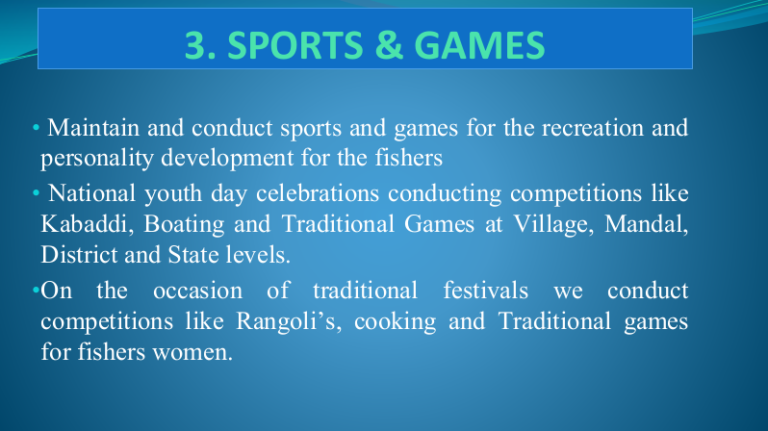 3. SPORTS & GAMES
• Maintain and conduct sports and games for the recreation and
personality development for the fishers
• National youth day celebrations conducting competitions like
Kabaddi, Boating and Traditional Games at Village, Mandal,
District and State levels.
•On the occasion of traditional festivals we conduct
competitions like Rangoli’s, cooking and Traditional games
for fishers women.